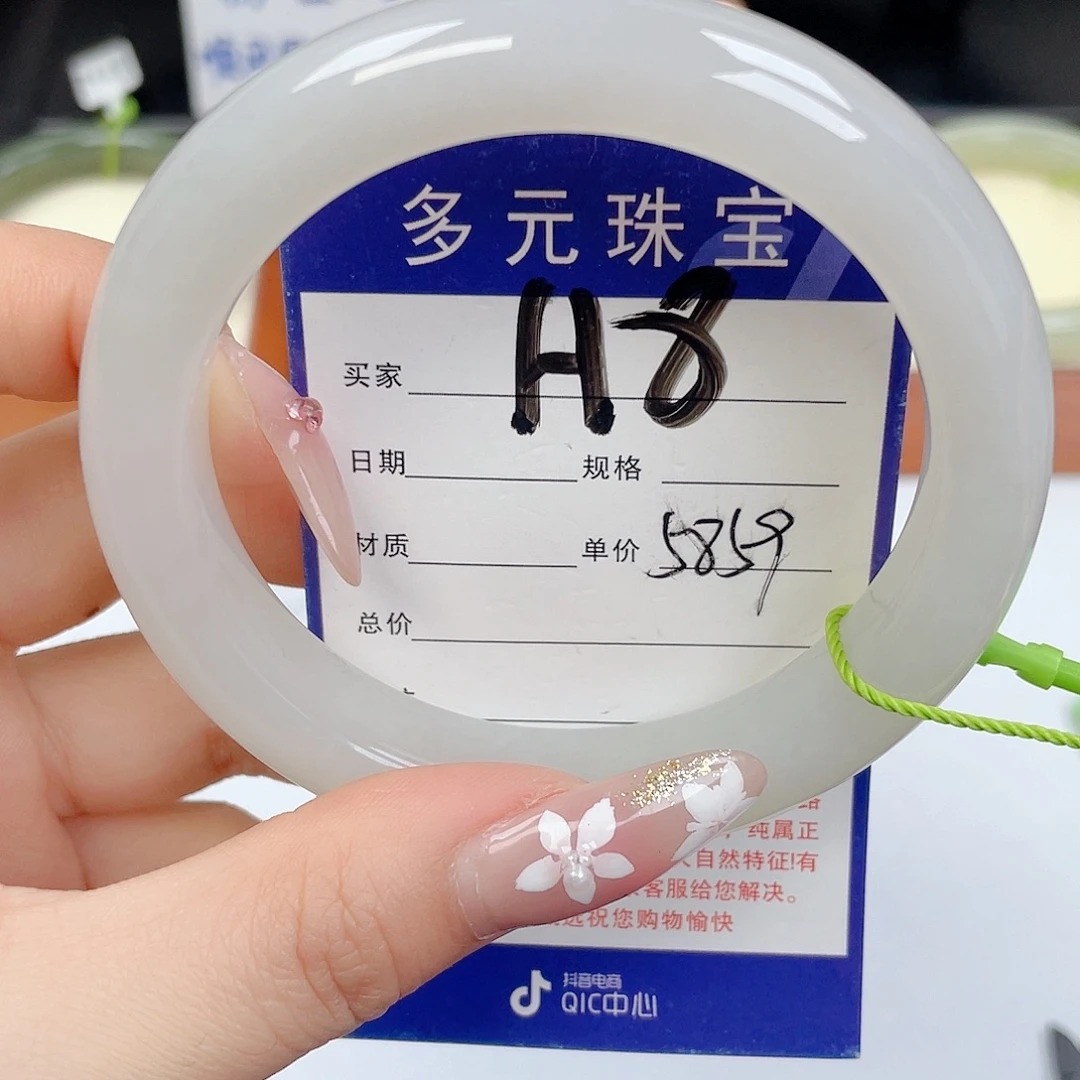 多元珠宝
H8
买家
日期 规格
材质 单价 5859
总价
纯属正
自然特征!有
客服给您解决。
祝您购物愉快
抖音电商
QIC中心